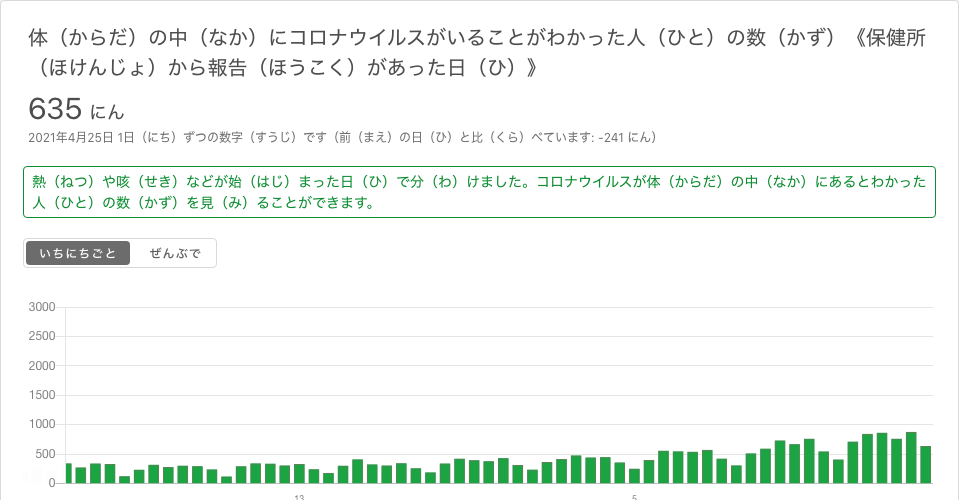 体（からだ）の中（なか）にコロナウイルスがいることがわかった人（ひと）の数（かず）《保健所
（ほけんじょ）から報告（ほうこく）があった日（ひ）》
635 にん
2021年4月25日 1日（にち）ずつの数字（すうじ）です（前（まえ）の日（ひ）と比（くら）べています: -241 にん）
熱（ねつ）や咳（せき）などが始（はじ）まった日（ひ）で分（わ）けました。コロナウイルスが体（からだ）の中（なか）にあるとわかった
人（ひと）の数（かず）を見（み）ることができます。
いちにちごと ぜんぶで
3000
2500
2000
1500
1000
500
0
13 5